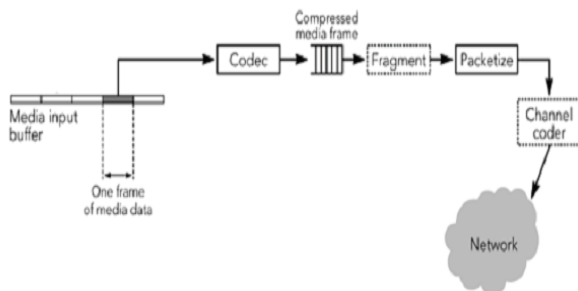 Compressed
media frame
Codec
Fragment
Packetize
Media input
buffer
Channel
coder
One frame
of media data
Network